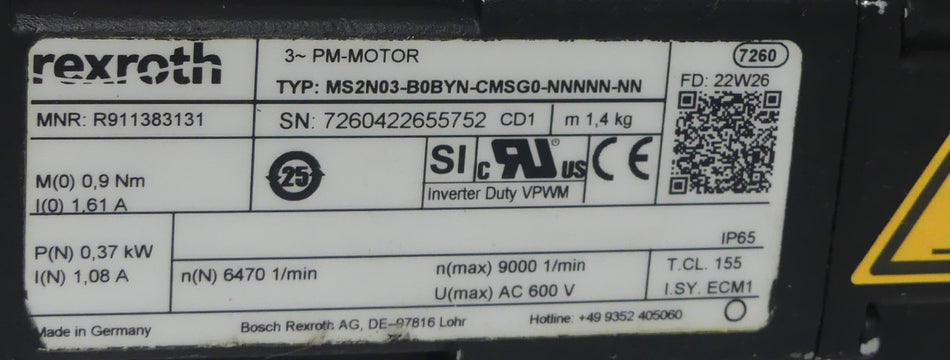 rexroth
3~ PM-MOTOR
7260
TYP: MS2N03-B0BYN-CMSG0-NNNNN-NN
FD: 22W26
MNR: R911383131
SN: 7260422655752 CD1
m 1,4 kg
25
SI
c RU US
CE
Inverter Duty VPWM
M(0) 0,9 Nm
I(0) 1,61 A
IP65
P(N) 0,37 kW
I(N) 1,08 A
n(N) 6470 1/min
n(max) 9000 1/min
U(max) AC 600 V
T.CL. 155
I.SY. ECM1
Made in Germany
Bosch Rexroth AG, DE-97816 Lohr
Hotline: +49 9352 405060